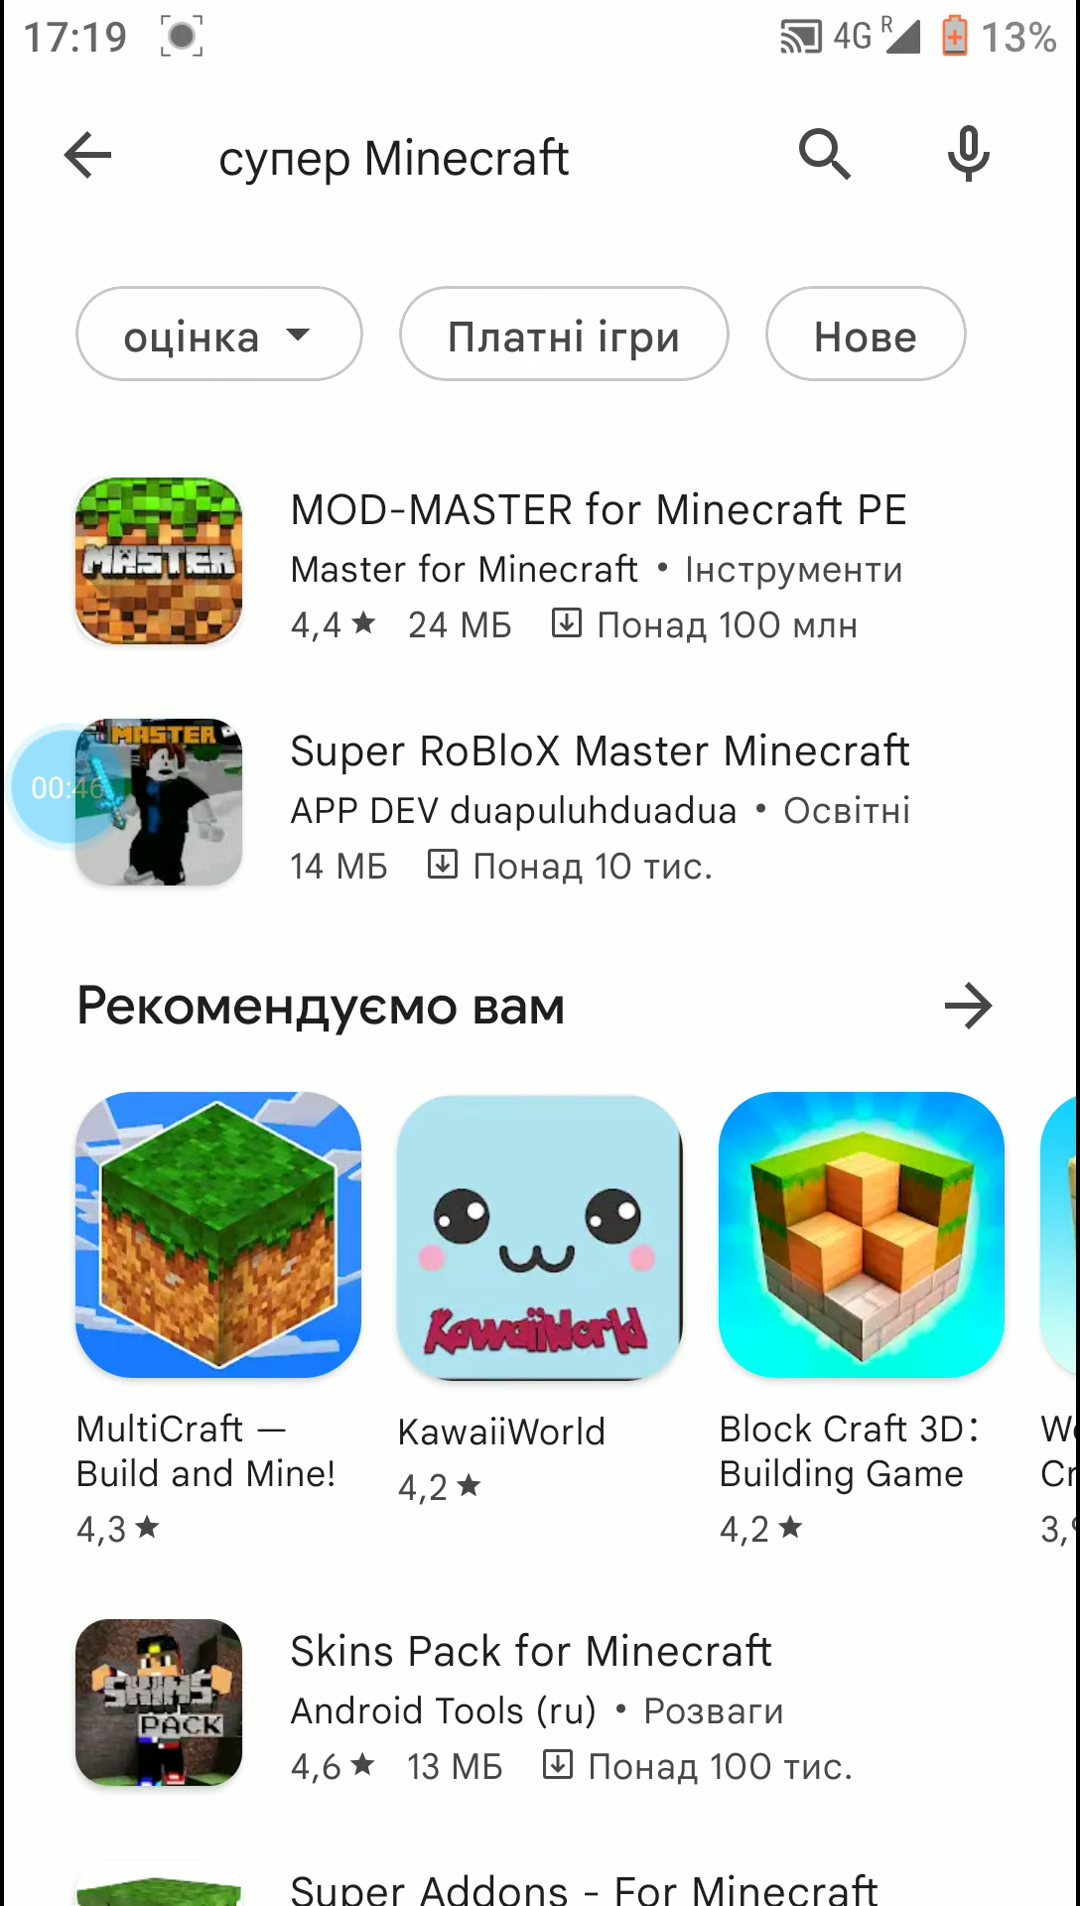 17:19 4G R 13%
супер Minecraft
оцінка Платні ігри Нове
MASTER
MOD-MASTER for Minecraft PE
Master for Minecraft • Інструменти
4,4 ★ 24 МБ Понад 100 млн
MASTER
00:46
Super RoBloX Master Minecraft
APP DEV duapuluhduadua • Освітні
14 МБ Понад 10 тис.
Рекомендуємо вам
KawaiiWorld
MultiCraft —
Build and Mine!
4,3 ★
KawaiiWorld
4,2 ★
Block Craft 3D:
Building Game
4,2 ★
3,9
SKINS
PACK
Skins Pack for Minecraft
Android Tools (ru) • Розваги
4,6 ★ 13 МБ Понад 100 тис.
Super Addons - For Minecraft